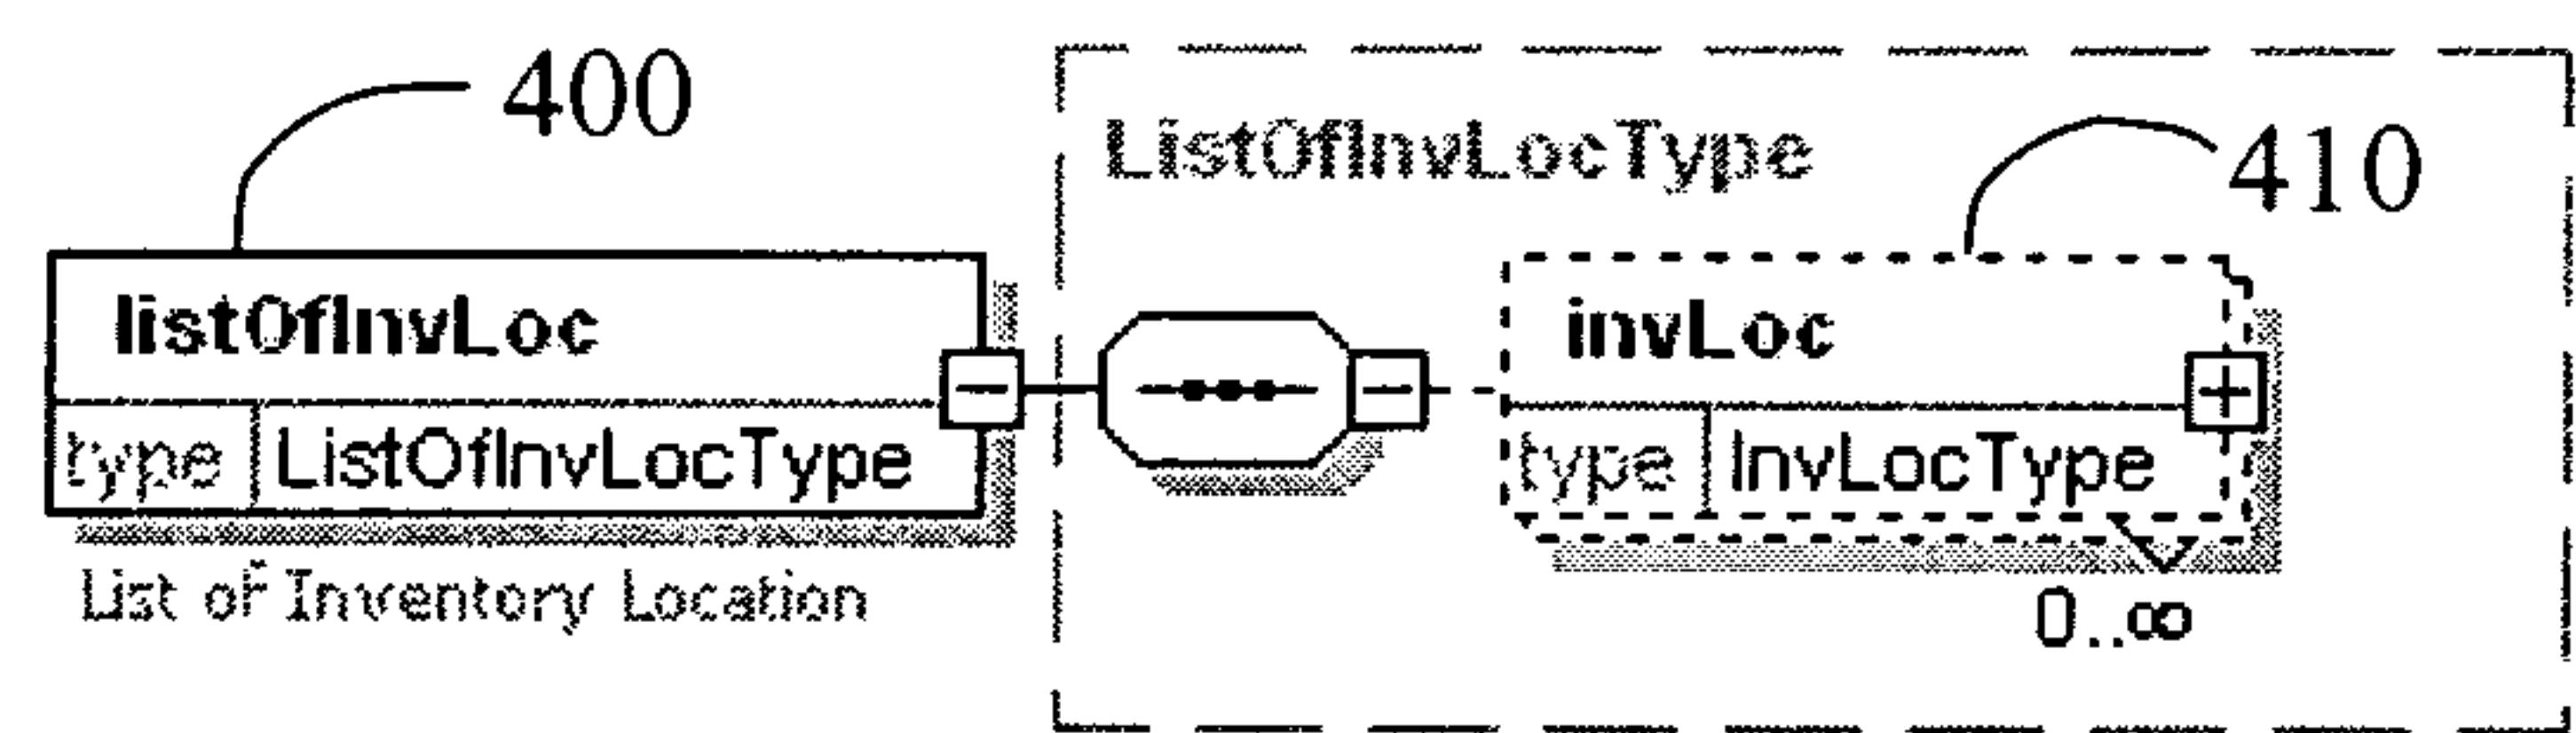 400
ListOfInvLocType
410
listOfInvLoc
invLoc
type ListOfInvLocType
type InvLocType
List of Inventory Location
0..∞